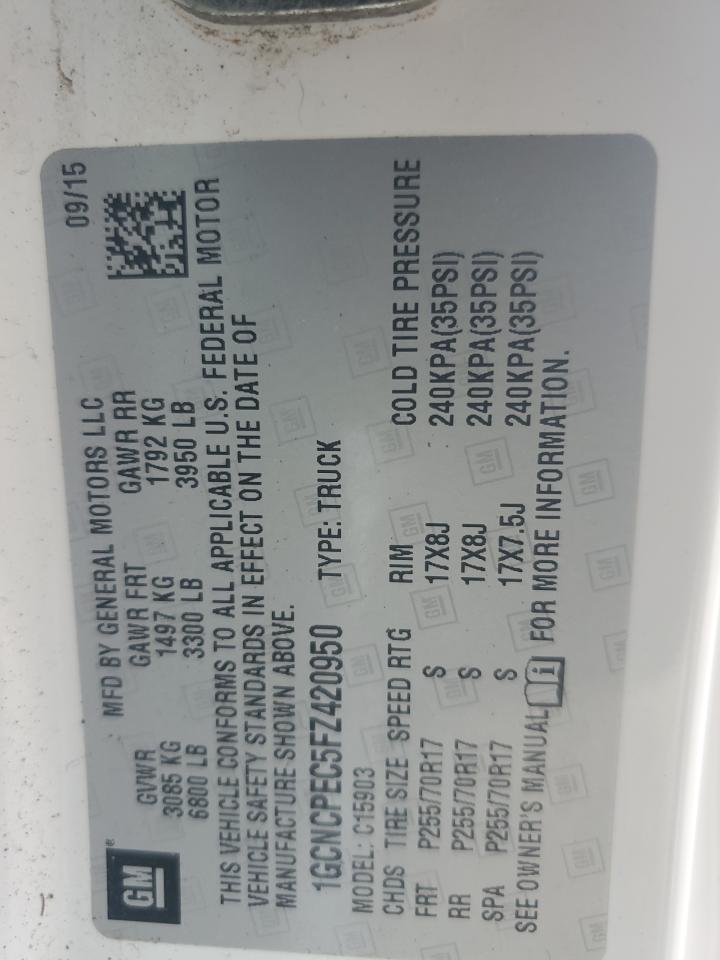 GM ® MFD BY GENERAL MOTORS LLC 09/15
GVWR GAWR FRT GAWR RR
3085 KG 1497 KG 1792 KG
6800 LB 3300 LB 3950 LB
THIS VEHICLE CONFORMS TO ALL APPLICABLE U.S. FEDERAL MOTOR
VEHICLE SAFETY STANDARDS IN EFFECT ON THE DATE OF
MANUFACTURE SHOWN ABOVE.
1GCNCPEC5FZ420950 TYPE: TRUCK
MODEL: C15903
CHDS TIRE SIZE SPEED RTG RIM COLD TIRE PRESSURE
FRT P255/70R17 S 17X8J 240KPA(35PSI)
RR P255/70R17 S 17X8J 240KPA(35PSI)
SPA P255/70R17 S 17X7.5J 240KPA(35PSI)
SEE OWNER'S MANUAL i FOR MORE INFORMATION.